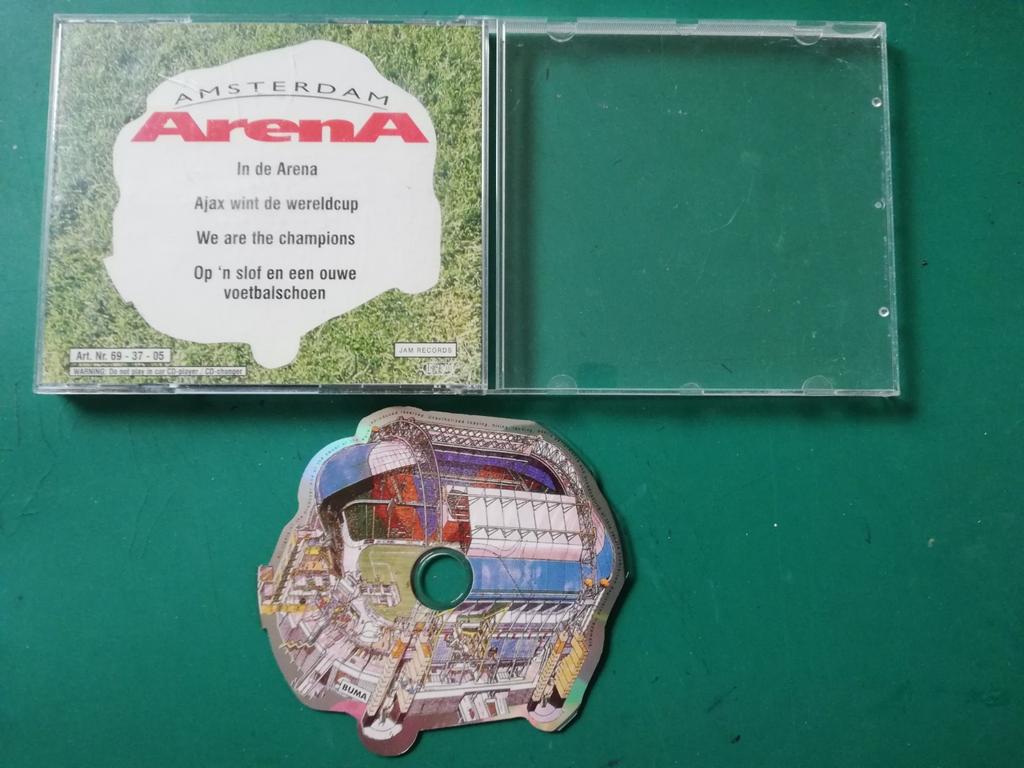 AMSTERDAM
ArenA
In de Arena
Ajax wint de wereldcup
We are the champions
Op 'n slof en een ouwe
voetbalschoen
Art. Nr. 69 - 37 - 05
JAM RECORDS
WARNING: Do not play in car CD-player / CD-changer
BUMA